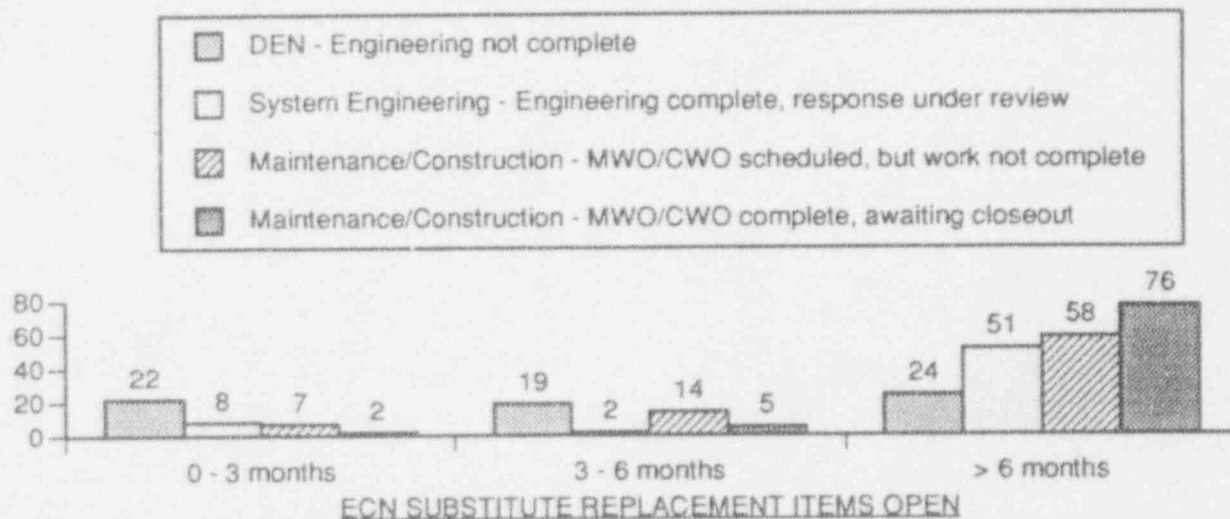 DEN - Engineering not complete
System Engineering - Engineering complete, response under review
Maintenance/Construction - MWO/CWO scheduled, but work not complete
Maintenance/Construction - MWO/CWO complete, awaiting closeout
80
60
40
20
0
22 8 7 2
19 2 14 5
24 51 58 76
0 - 3 months 3 - 6 months > 6 months
ECN SUBSTITUTE REPLACEMENT ITEMS OPEN